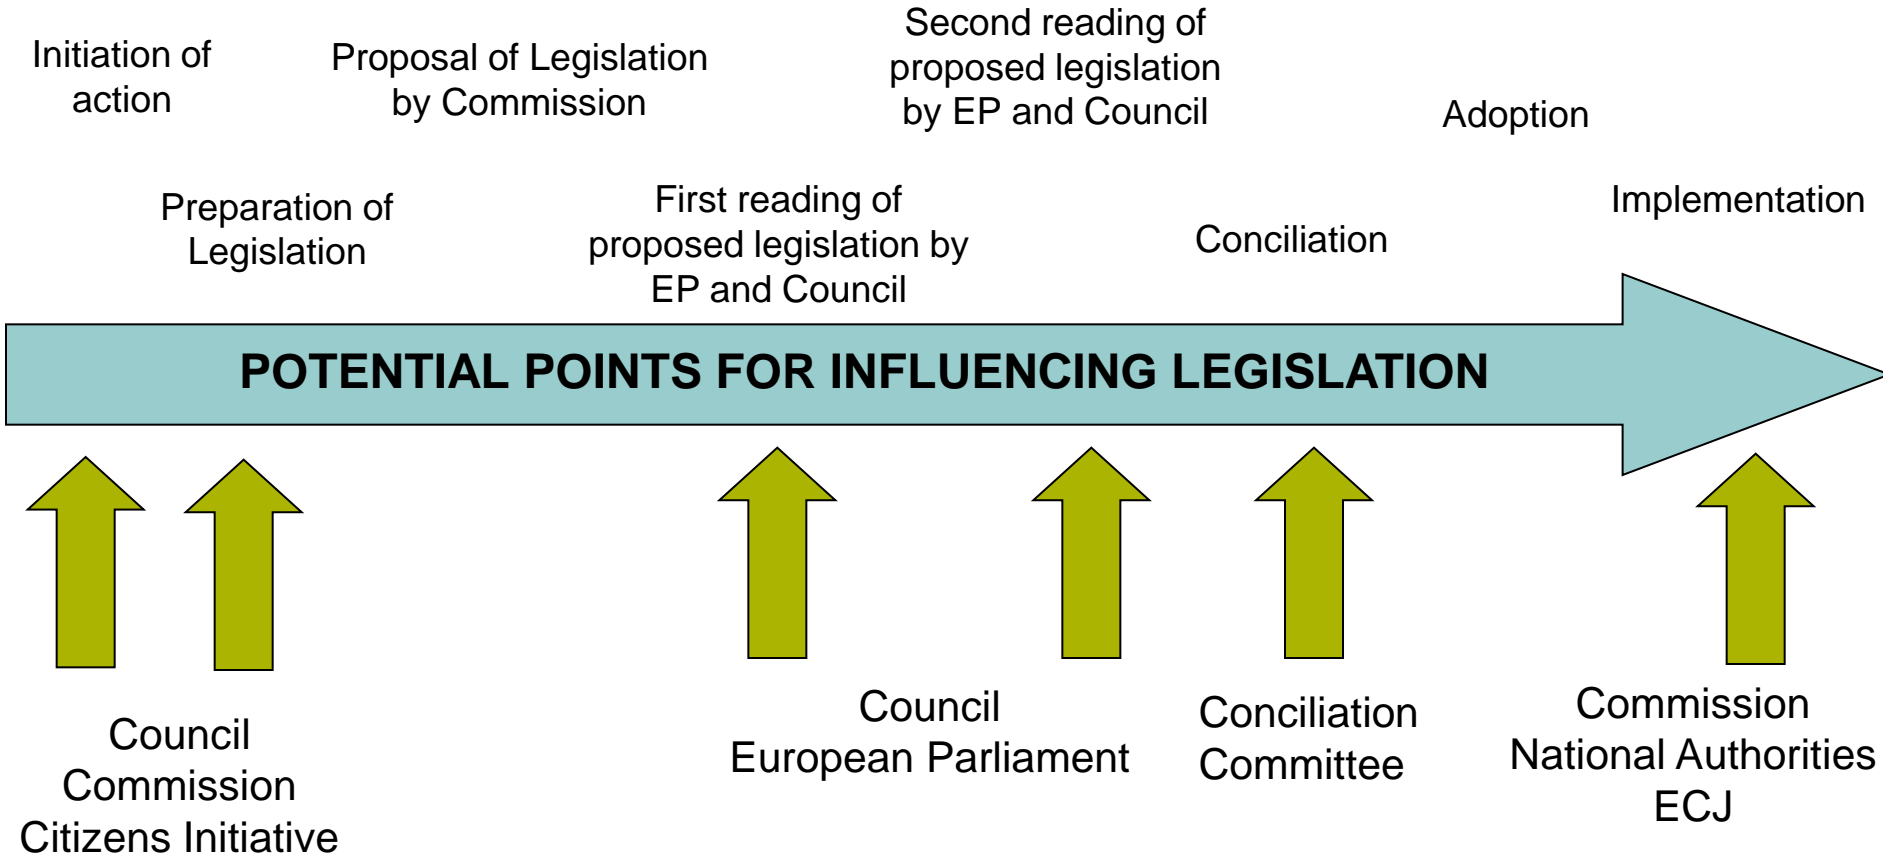 Initiation of
action
Preparation of
Legislation
Proposal of Legislation
by Commission
First reading of
proposed legislation by
EP and Council
Second reading of
proposed legislation
by EP and Council
Conciliation
Adoption
Implementation
POTENTIAL POINTS FOR INFLUENCING LEGISLATION
Council
Commission
Citizens Initiative
Council
European Parliament
Conciliation
Committee
Commission
National Authorities
ECJ